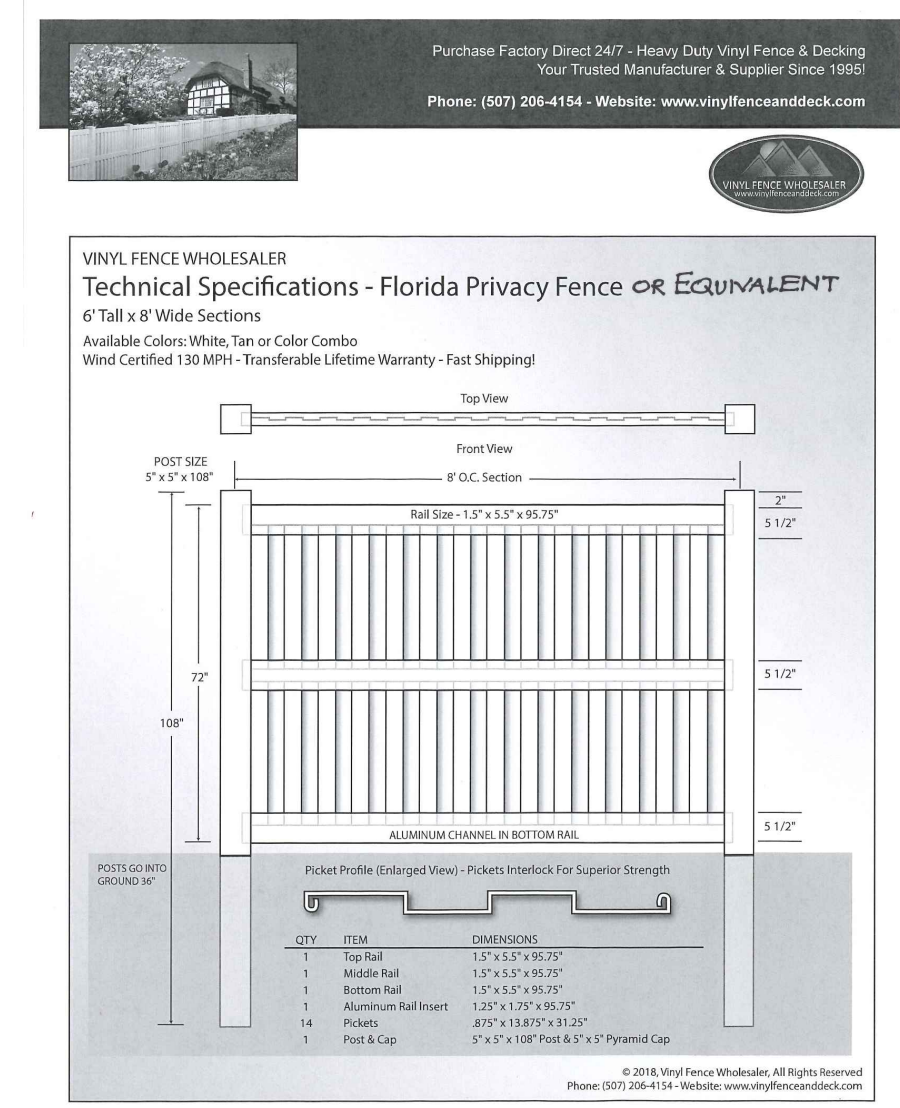 Purchase Factory Direct 24/7 - Heavy Duty Vinyl Fence & Decking
Your Trusted Manufacturer & Supplier Since 1995!
Phone: (507) 206-4154 - Website: www.vinylfenceanddeck.com
VINYL FENCE WHOLESALER
www.vinylfenceanddeck.com
VINYL FENCE WHOLESALER
Technical Specifications - Florida Privacy Fence OR EQUIVALENT
6' Tall x 8' Wide Sections
Available Colors: White, Tan or Color Combo
Wind Certified 130 MPH - Transferable Lifetime Warranty - Fast Shipping!
Top View
Front View
POST SIZE
5" x 5" x 108"
8' O.C. Section
2"
Rail Size - 1.5" x 5.5" x 95.75"
5 1/2"
72"
5 1/2"
108"
5 1/2"
ALUMINUM CHANNEL IN BOTTOM RAIL
POSTS GO INTO
GROUND 36"
Picket Profile (Enlarged View) - Pickets Interlock For Superior Strength
QTY ITEM DIMENSIONS
1 Top Rail 1.5" x 5.5" x 95.75"
1 Middle Rail 1.5" x 5.5" x 95.75"
1 Bottom Rail 1.5" x 5.5" x 95.75"
1 Aluminum Rail Insert 1.25" x 1.75" x 95.75"
14 Pickets .875" x 13.875" x 31.25"
1 Post & Cap 5" x 5" x 108" Post & 5" x 5" Pyramid Cap
© 2018, Vinyl Fence Wholesaler, All Rights Reserved
Phone: (507) 206-4154 - Website: www.vinylfenceanddeck.com